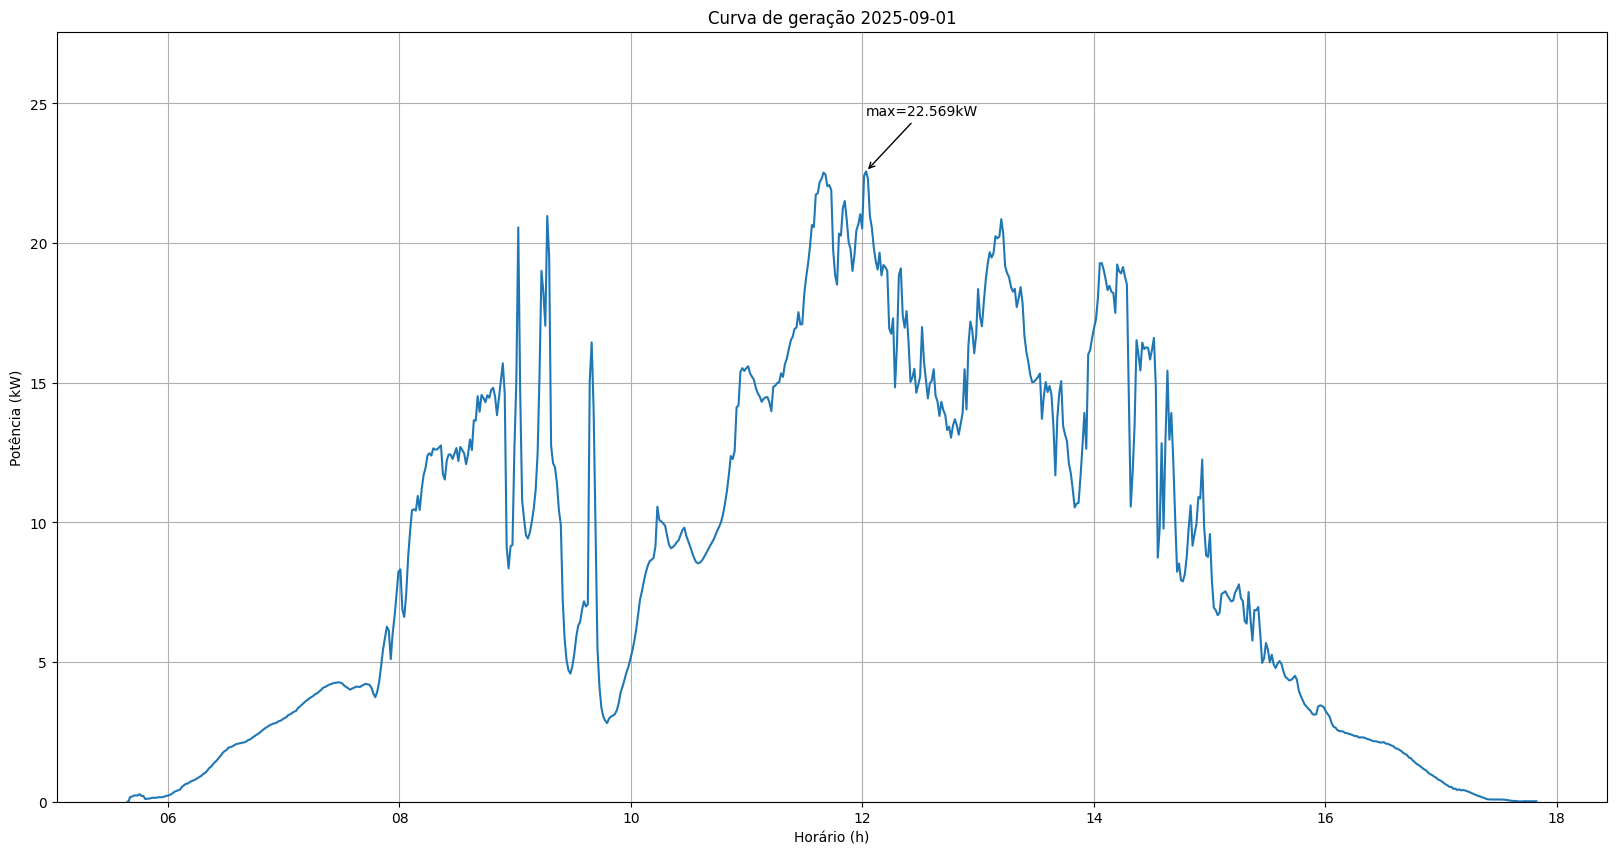 Curva de geração 2025-09-01
max=22.569kW
25
20
15
10
5
0
Potência (kW)
06 08 10 12 14 16 18
Horário (h)